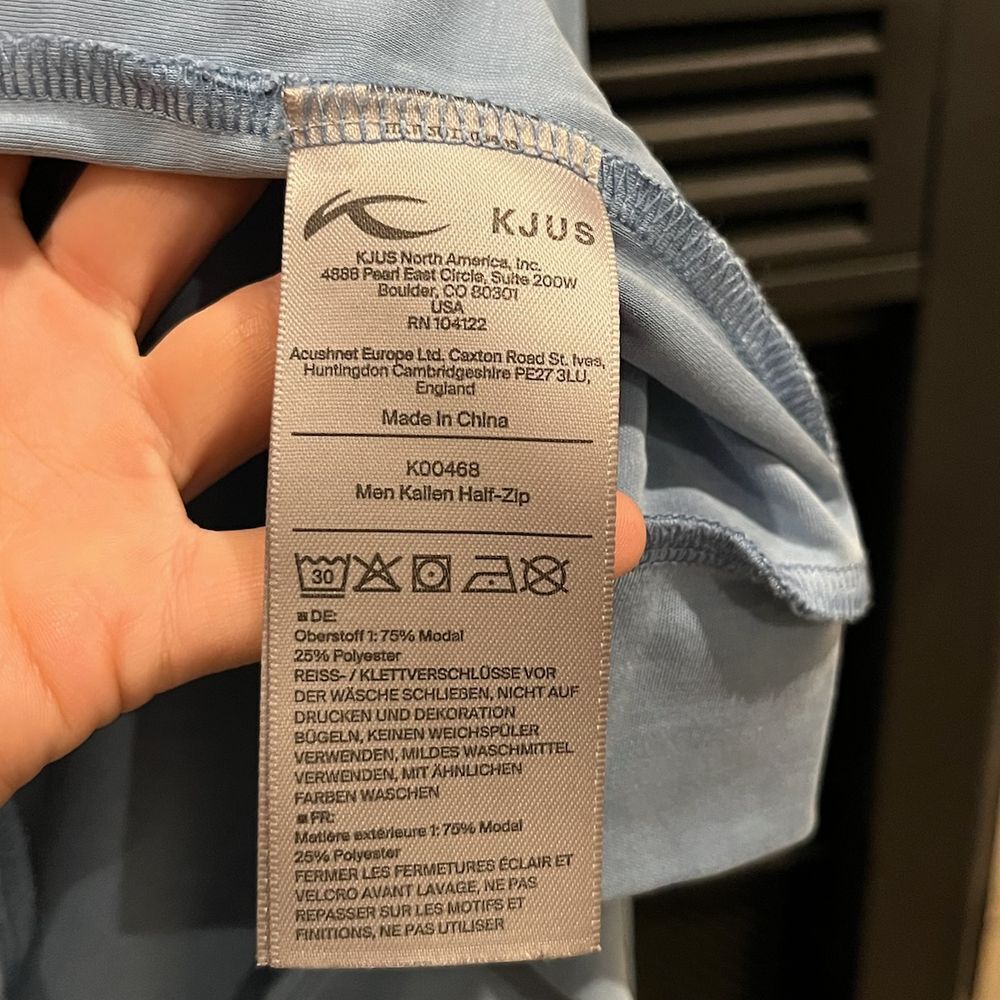 KJUS
KJUS North America, Inc.
4888 Pearl East Circle, Suite 200W
Boulder, CO 80301
USA
RN 104122
Acushnet Europe Ltd. Caxton Road St. Ives,
Huntingdon Cambridgeshire PE27 3LU,
England
Made in China
K00468
Men Kallen Half-Zip
30
DE:
Oberstoff 1: 75% Modal
25% Polyester
REISS- / KLETTVERSCHLÜSSE VOR
DER WÄSCHE SCHLIEßEN, NICHT AUF
DRUCKEN UND DEKORATION
BÜGELN, KEINEN WEICHSPÜLER
VERWENDEN, MILDES WASCHMITTEL
VERWENDEN, MIT ÄHNLICHEN
FARBEN WASCHEN
FR:
Matière extérieure 1: 75% Modal
25% Polyester
FERMER LES FERMETURES ÉCLAIR ET
VELCRO AVANT LAVAGE, NE PAS
REPASSER SUR LES MOTIFS ET
FINITIONS, NE PAS UTILISER